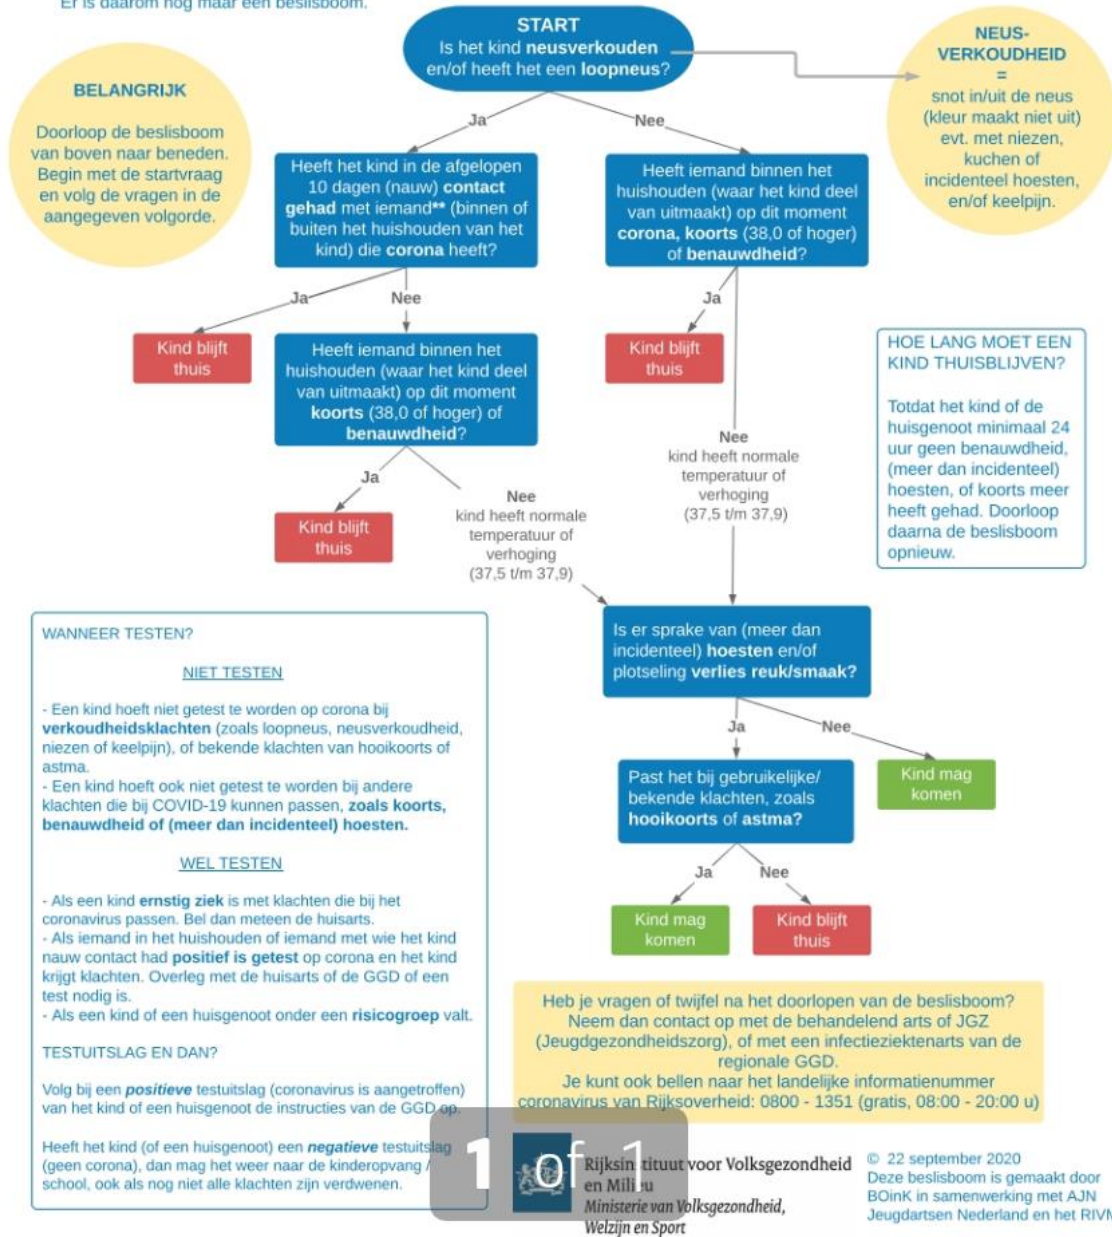 Er is daarom nog maar één beslisboom.
START
Is het kind neusverkouden
en/of heeft het een loopneus?
NEUS-
VERKOUDHEID
=
snot in/uit de neus
(kleur maakt niet uit)
evt. met niezen,
kuchen of
incidenteel hoesten,
en/of keelpijn.
BELANGRIJK
Doorloop de beslisboom
van boven naar beneden.
Begin met de startvraag
en volg de vragen in de
aangegeven volgorde.
Ja
Nee
Heeft het kind in de afgelopen
10 dagen (nauw) contact
gehad met iemand** (binnen of
buiten het huishouden van het
kind) die corona heeft?
Heeft iemand binnen het
huishouden (waar het kind deel
van uitmaakt) op dit moment
corona, koorts (38,0 of hoger)
of benauwdheid?
Ja
Nee
Ja
Kind blijft
thuis
Heeft iemand binnen het
huishouden (waar het kind deel
van uitmaakt) op dit moment
koorts (38,0 of hoger) of
benauwdheid?
Kind blijft
thuis
HOE LANG MOET EEN
KIND THUISBLIJVEN?
Totdat het kind of de
huisgenoot minimaal 24
uur geen benauwdheid,
(meer dan incidenteel)
hoesten, of koorts meer
heeft gehad. Doorloop
daarna de beslisboom
opnieuw.
Nee
kind heeft normale
temperatuur of
verhoging
(37,5 t/m 37,9)
Ja
Kind blijft
thuis
Nee
kind heeft normale
temperatuur of
verhoging
(37,5 t/m 37,9)
Is er sprake van (meer dan
incidenteel) hoesten en/of
plotseling verlies reuk/smaak?
Ja
Nee
Past het bij gebruikelijke/
bekende klachten, zoals
hooikoorts of astma?
Kind mag
komen
Ja
Nee
Kind mag
komen
Kind blijft
thuis
WANNEER TESTEN?
NIET TESTEN
- Een kind hoeft niet getest te worden op corona bij
verkoudheidsklachten (zoals loopneus, neusverkoudheid,
niezen of keelpijn), of bekende klachten van hooikoorts of
astma.
- Een kind hoeft ook niet getest te worden bij andere
klachten die bij COVID-19 kunnen passen, zoals koorts,
benauwdheid of (meer dan incidenteel) hoesten.
WEL TESTEN
- Als een kind ernstig ziek is met klachten die bij het
coronavirus passen. Bel dan meteen de huisarts.
- Als iemand in het huishouden of iemand met wie het kind
nauw contact had positief is getest op corona en het kind
krijgt klachten. Overleg met de huisarts of de GGD of een
test nodig is.
- Als een kind of een huisgenoot onder een risicogroep valt.
TESTUITSLAG EN DAN?
Volg bij een positieve testuitslag (coronavirus is aangetroffen)
van het kind of een huisgenoot de instructies van de GGD op.
Heeft het kind (of een huisgenoot) een negatieve testuitslag
(geen corona), dan mag het weer naar de kinderopvang /
school, ook als nog niet alle klachten zijn verdwenen.
Heb je vragen of twijfel na het doorlopen van de beslisboom?
Neem dan contact op met de behandelend arts of JGZ
(Jeugdgezondheidszorg), of met een infectieziektenarts van de
regionale GGD.
Je kunt ook bellen naar het landelijke informatienummer
coronavirus van Rijksoverheid: 0800 - 1351 (gratis, 08:00 - 20:00 u)
1 of 1
Rijksinstituut voor Volksgezondheid
en Milieu
Ministerie van Volksgezondheid,
Welzijn en Sport
© 22 september 2020
Deze beslisboom is gemaakt door
BOinK in samenwerking met AJN
Jeugdartsen Nederland en het RIVM